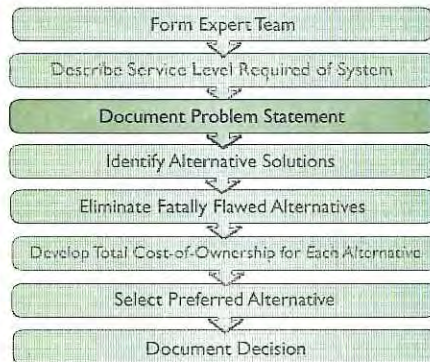 Form Expert Team
Describe Service Level Required of System
Document Problem Statement
Identify Alternative Solutions
Eliminate Fatally Flawed Alternatives
Develop Total Cost-of-Ownership for Each Alternative
Select Preferred Alternative
Document Decision